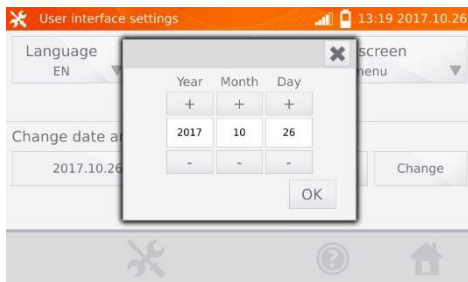 User interface settings
13:19 2017.10.26
Language
screen
EN
menu
Year Month Day
+ + +
2017 10 26
- - -
OK
Change date a
2017.10.26
Change